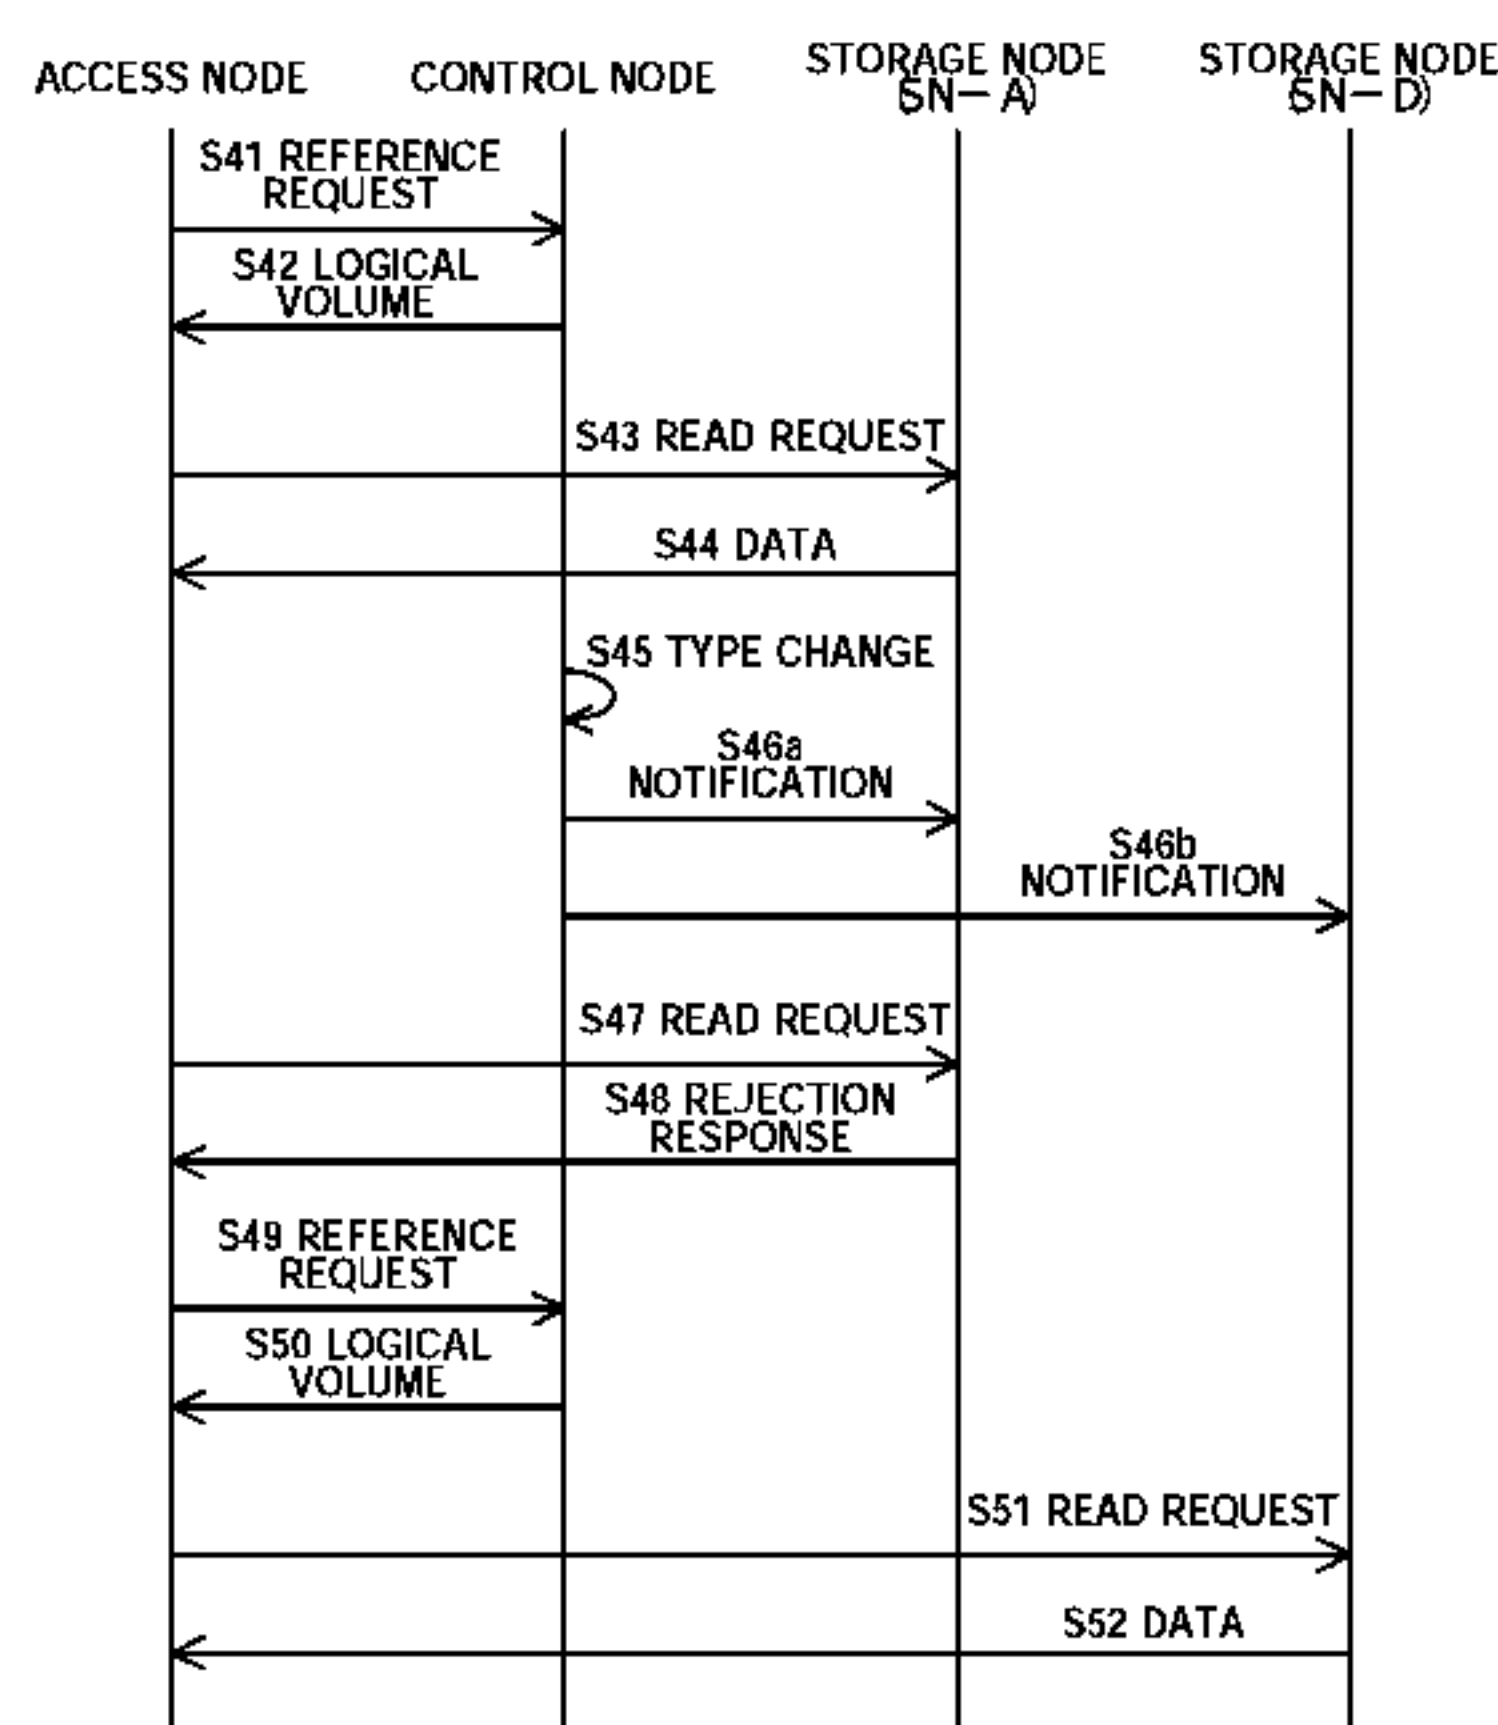 ACCESS NODE
CONTROL NODE
STORAGE NODE
(SN-A)
STORAGE NODE
(SN-D)
S41 REFERENCE
REQUEST
S42 LOGICAL
VOLUME
S43 READ REQUEST
S44 DATA
S45 TYPE CHANGE
S46a
NOTIFICATION
S46b
NOTIFICATION
S47 READ REQUEST
S48 REJECTION
RESPONSE
S49 REFERENCE
REQUEST
S50 LOGICAL
VOLUME
S51 READ REQUEST
S52 DATA